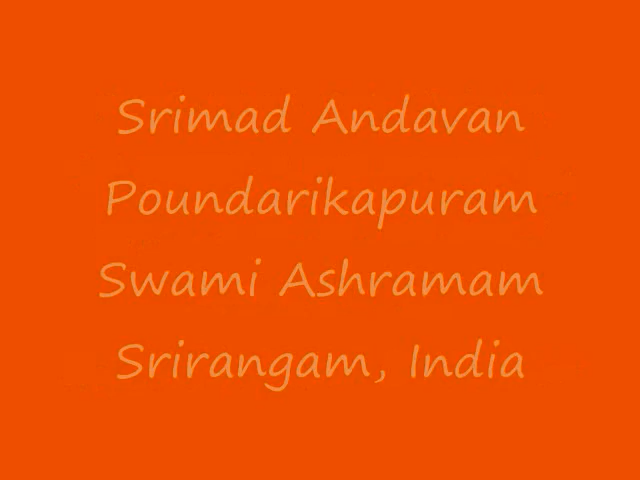 Srimad Andavan
Poundarikapuram
Swami Ashramam
Srirangam, India